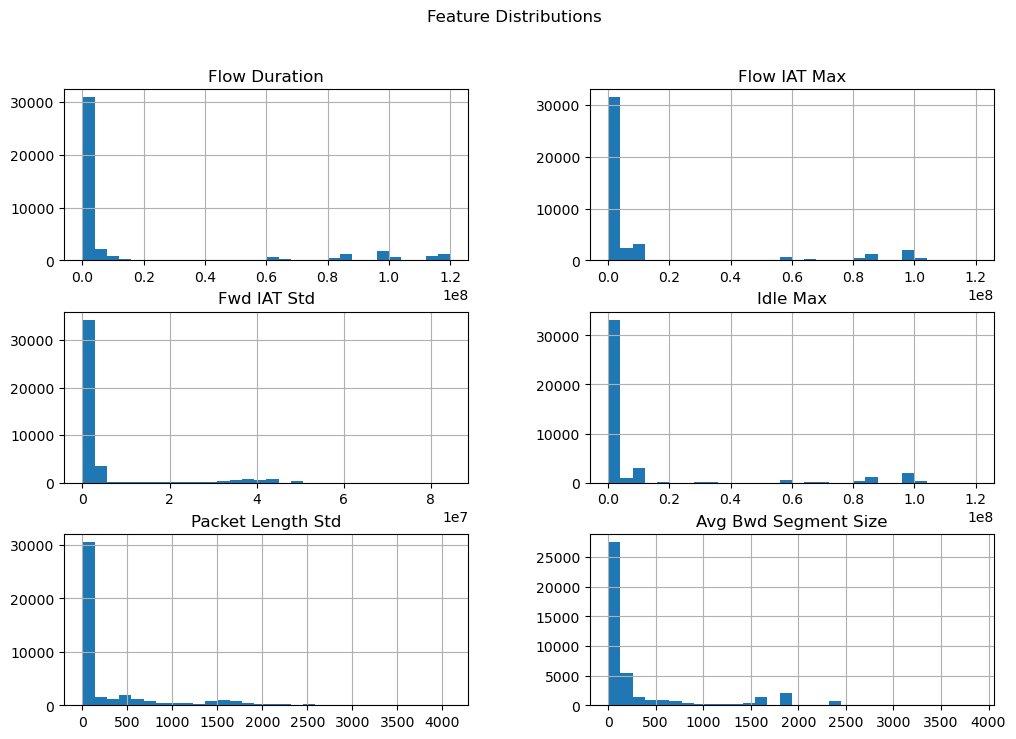 Feature Distributions
Flow Duration
30000
20000
10000
0
0.0 0.2 0.4 0.6 0.8 1.0 1.2
1e8
Flow IAT Max
30000
20000
10000
0
0.0 0.2 0.4 0.6 0.8 1.0 1.2
1e8
Fwd IAT Std
30000
20000
10000
0
0 2 4 6 8
1e7
Idle Max
30000
20000
10000
0
0.0 0.2 0.4 0.6 0.8 1.0 1.2
1e8
Packet Length Std
30000
20000
10000
0
0 500 1000 1500 2000 2500 3000 3500 4000
Avg Bwd Segment Size
25000
20000
15000
10000
5000
0
0 500 1000 1500 2000 2500 3000 3500 4000